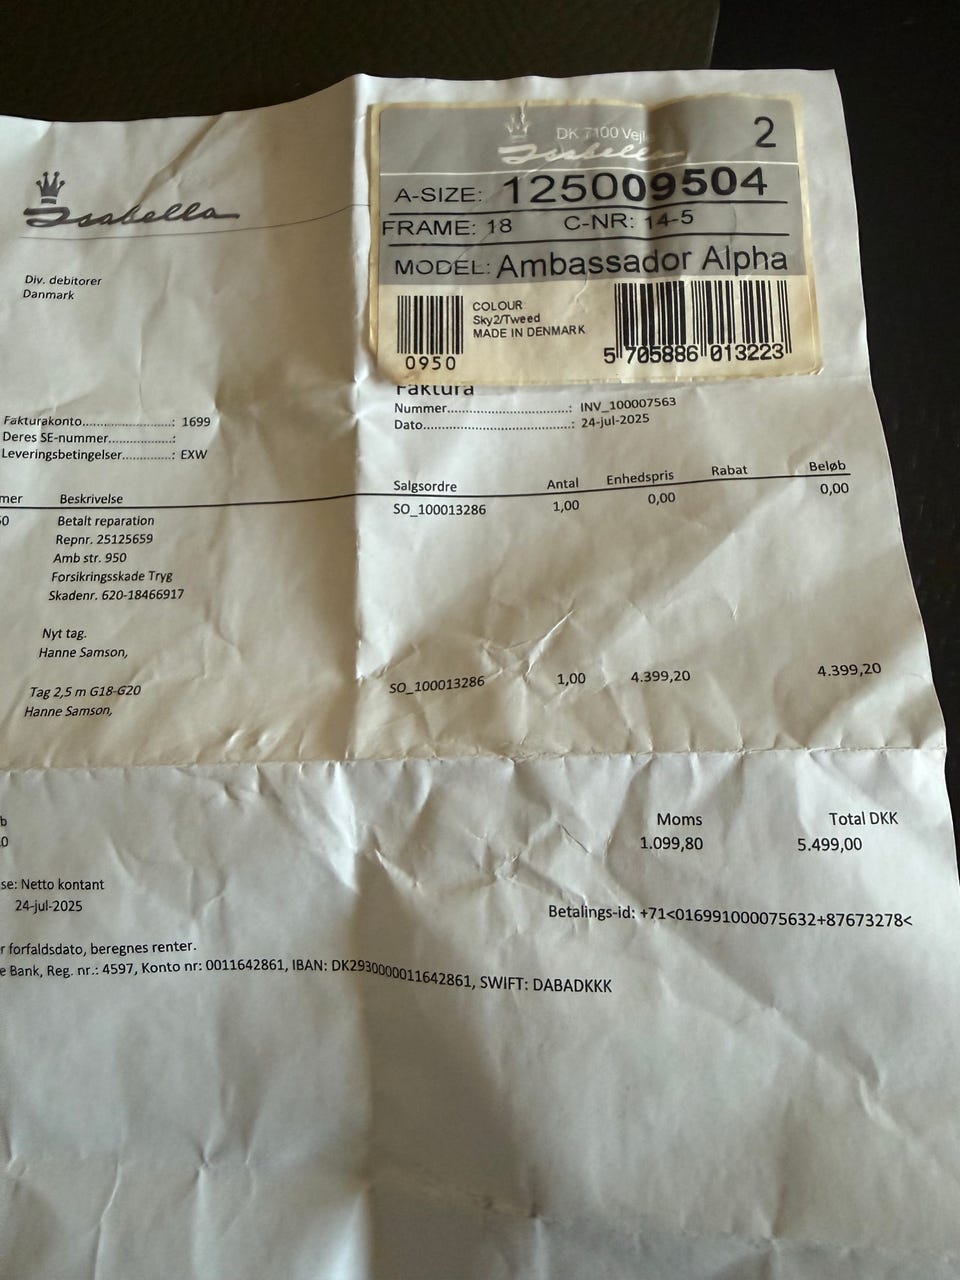 DK 7100 Vejl
2
Isabella
A-SIZE: 125009504
FRAME: 18 C-NR: 14-5
MODEL: Ambassador Alpha
COLOUR
Sky2/Tweed
MADE IN DENMARK
0950
5 705886 013223
Isabella
Div. debitorer
Danmark
Faktura
Nummer..............................: INV_100007563
Dato......................................: 24-jul-2025
Fakturakonto.......................: 1699
Deres SE-nummer................:
Leveringsbetingelser.............: EXW
mer Beskrivelse Salgsordre Antal Enhedspris Rabat Beløb
0 Betalt reparation SO_100013286 1,00 0,00 0,00
Repnr. 25125659
Amb str. 950
Forsikringsskade Tryg
Skadenr. 620-18466917
Nyt tag.
Hanne Samson,
Tag 2,5 m G18-G20 SO_100013286 1,00 4.399,20 4.399,20
Hanne Samson,
b Moms Total DKK
0 1.099,80 5.499,00
se: Netto kontant
24-jul-2025
Betalings-id: +71<016991000075632+87673278<
r forfaldsdato, beregnes renter.
e Bank, Reg. nr.: 4597, Konto nr: 0011642861, IBAN: DK2930000011642861, SWIFT: DABADKKK